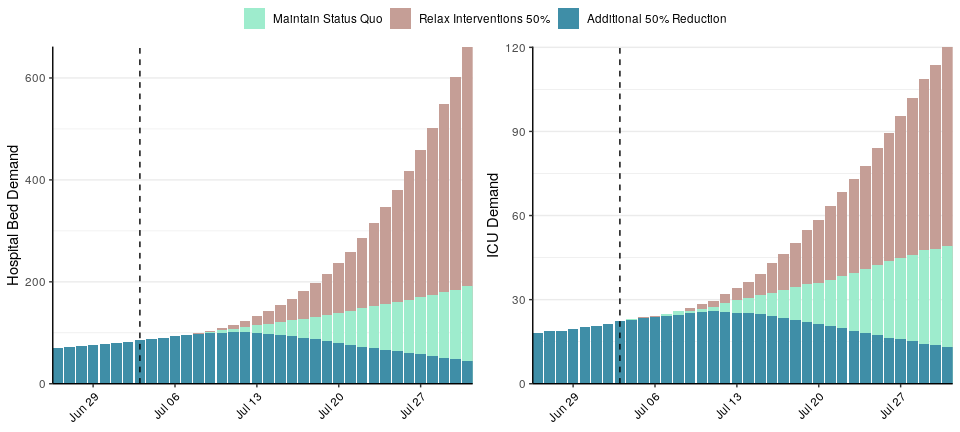 Maintain Status Quo Relax Interventions 50% Additional 50% Reduction
Hospital Bed Demand
600
400
200
0
Jun 29 Jul 06 Jul 13 Jul 20 Jul 27
ICU Demand
120
90
60
30
0
Jun 29 Jul 06 Jul 13 Jul 20 Jul 27